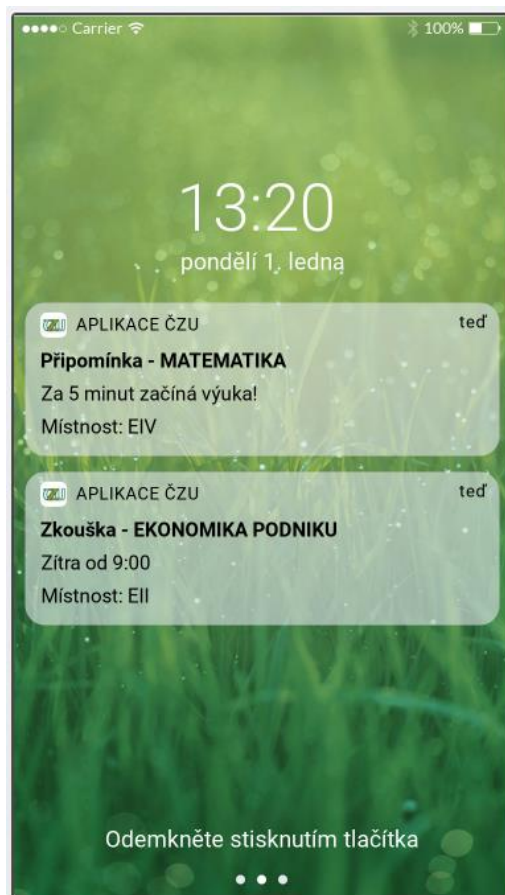 Carrier 100%
13:20
pondělí 1. ledna
APLIKACE ČZU teď
Připomínka - MATEMATIKA
Za 5 minut začíná výuka!
Místnost: EIV
APLIKACE ČZU teď
Zkouška - EKONOMIKA PODNIKU
Zítra od 9:00
Místnost: EII
Odemkněte stisknutím tlačítka